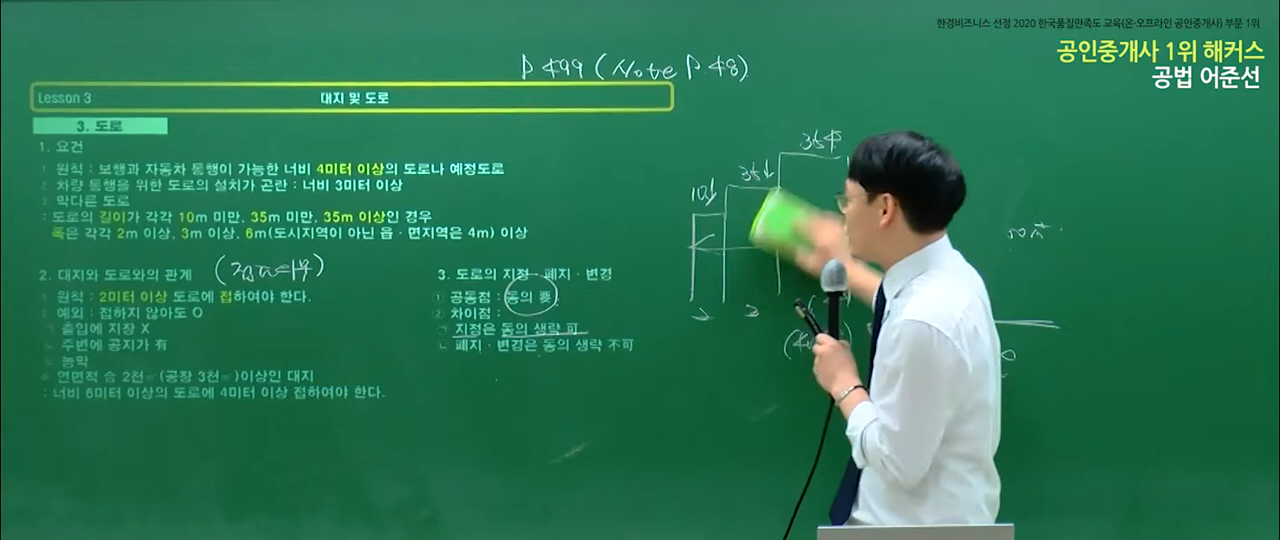 한경비즈니스 선정 2020 한국품질만족도 교육(온·오프라인 공인중개사) 부문 1위
공인중개사 1위 해커스
공법 어준선
P 499 (Note P 48)
Lesson 3 대지 및 도로
3. 도로
1. 요건
원칙 : 보행과 자동차 통행이 가능한 너비 4미터 이상의 도로나 예정도로
차량 통행을 위한 도로의 설치가 곤란 : 너비 3미터 이상
막다른 도로
: 도로의 길이가 각각 10m 미만, 35m 미만, 35m 이상인 경우
폭은 각각 2m 이상, 3m 이상, 6m(도시지역이 아닌 읍·면지역은 4m) 이상
2. 대지와 도로와의 관계
① 원칙 : 2미터 이상 도로에 접하여야 한다.
② 예외 : 접하지 않아도 O
㉠ 출입에 지장 X
㉡ 주변에 공지가 有
㉢ 농막
※ 연면적 合 2천㎡(공장 3천㎡)이상인 대지
: 너비 6미터 이상의 도로에 4미터 이상 접하여야 한다.
3. 도로의 지정·폐지·변경
① 공통점 : 동의 要
② 차이점 :
㉠ 지정은 동의 생략 可
㉡ 폐지·변경은 동의 생략 不可
10↓
35↓
35
2